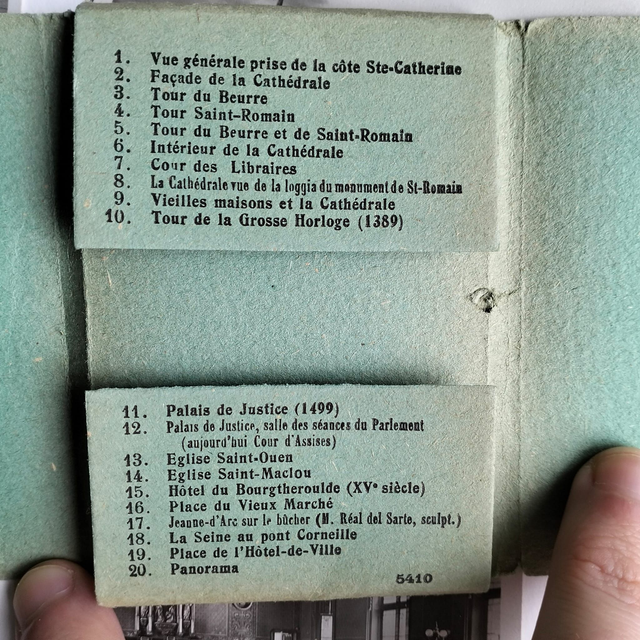 1. Vue générale prise de la côte Ste-Catherine
2. Façade de la Cathédrale
3. Tour du Beurre
4. Tour Saint-Romain
5. Tour du Beurre et de Saint-Romain
6. Intérieur de la Cathédrale
7. Cour des Libraires
8. La Cathédrale vue de la loggia du monument de St-Romain
9. Vieilles maisons et la Cathédrale
10. Tour de la Grosse Horloge (1389)
11. Palais de Justice (1499)
12. Palais de Justice, salle des séances du Parlement
(aujourd'hui Cour d'Assises)
13. Eglise Saint-Ouen
14. Eglise Saint-Maclou
15. Hôtel du Bourgtheroulde (XVe siècle)
16. Place du Vieux Marché
17. Jeanne-d'Arc sur le bûcher (M. Réal del Sarte, sculpt.)
18. La Seine au pont Corneille
19. Place de l'Hôtel-de-Ville
20. Panorama
5410